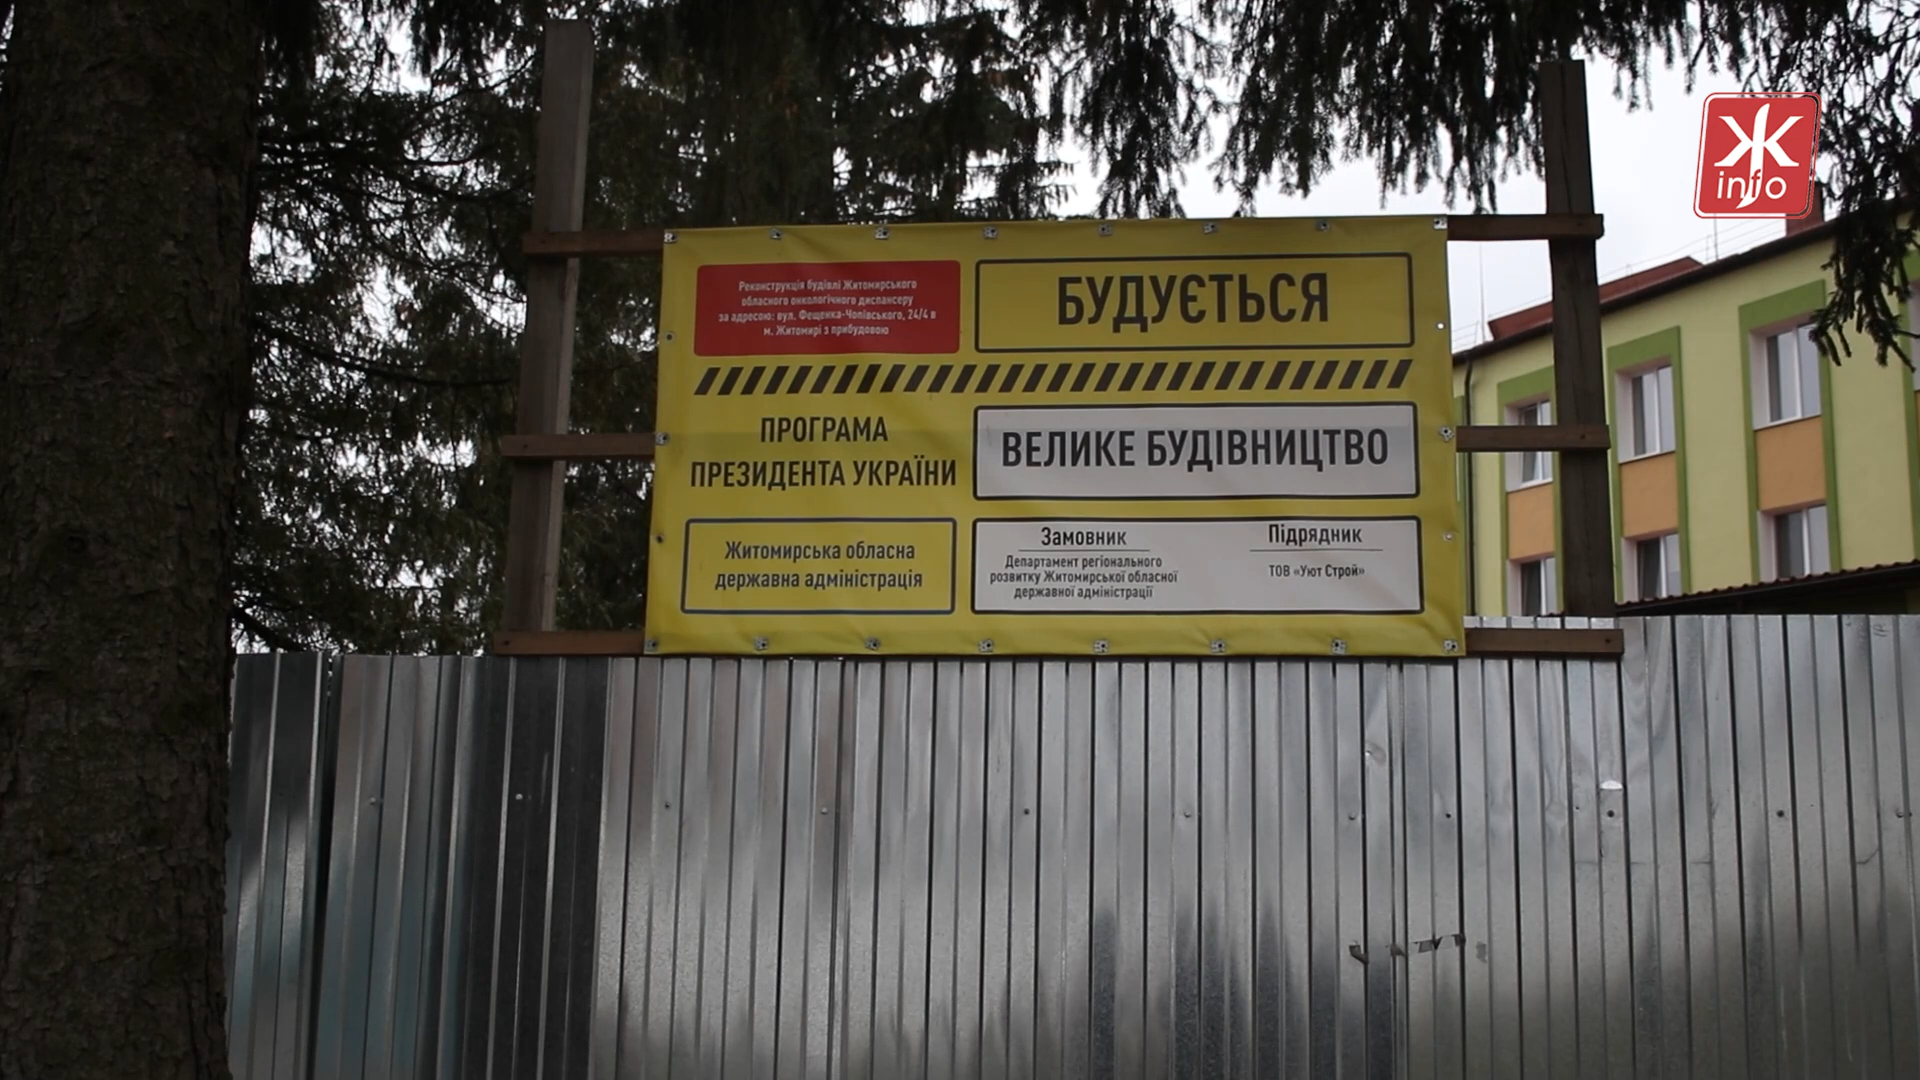 Ж
info
Реконструкція будівлі Житомирського
обласного онкологічного диспансеру
за адресою: вул. Фещенка-Чопівського, 24/4 в
м. Житомирі з прибудовою
БУДУЄТЬСЯ
ПРОГРАМА
ПРЕЗИДЕНТА УКРАЇНИ
ВЕЛИКЕ БУДІВНИЦТВО
Житомирська обласна
державна адміністрація
Замовник
Департамент регіонального
розвитку Житомирської обласної
державної адміністрації
Підрядник
ТОВ «Уют Строй»